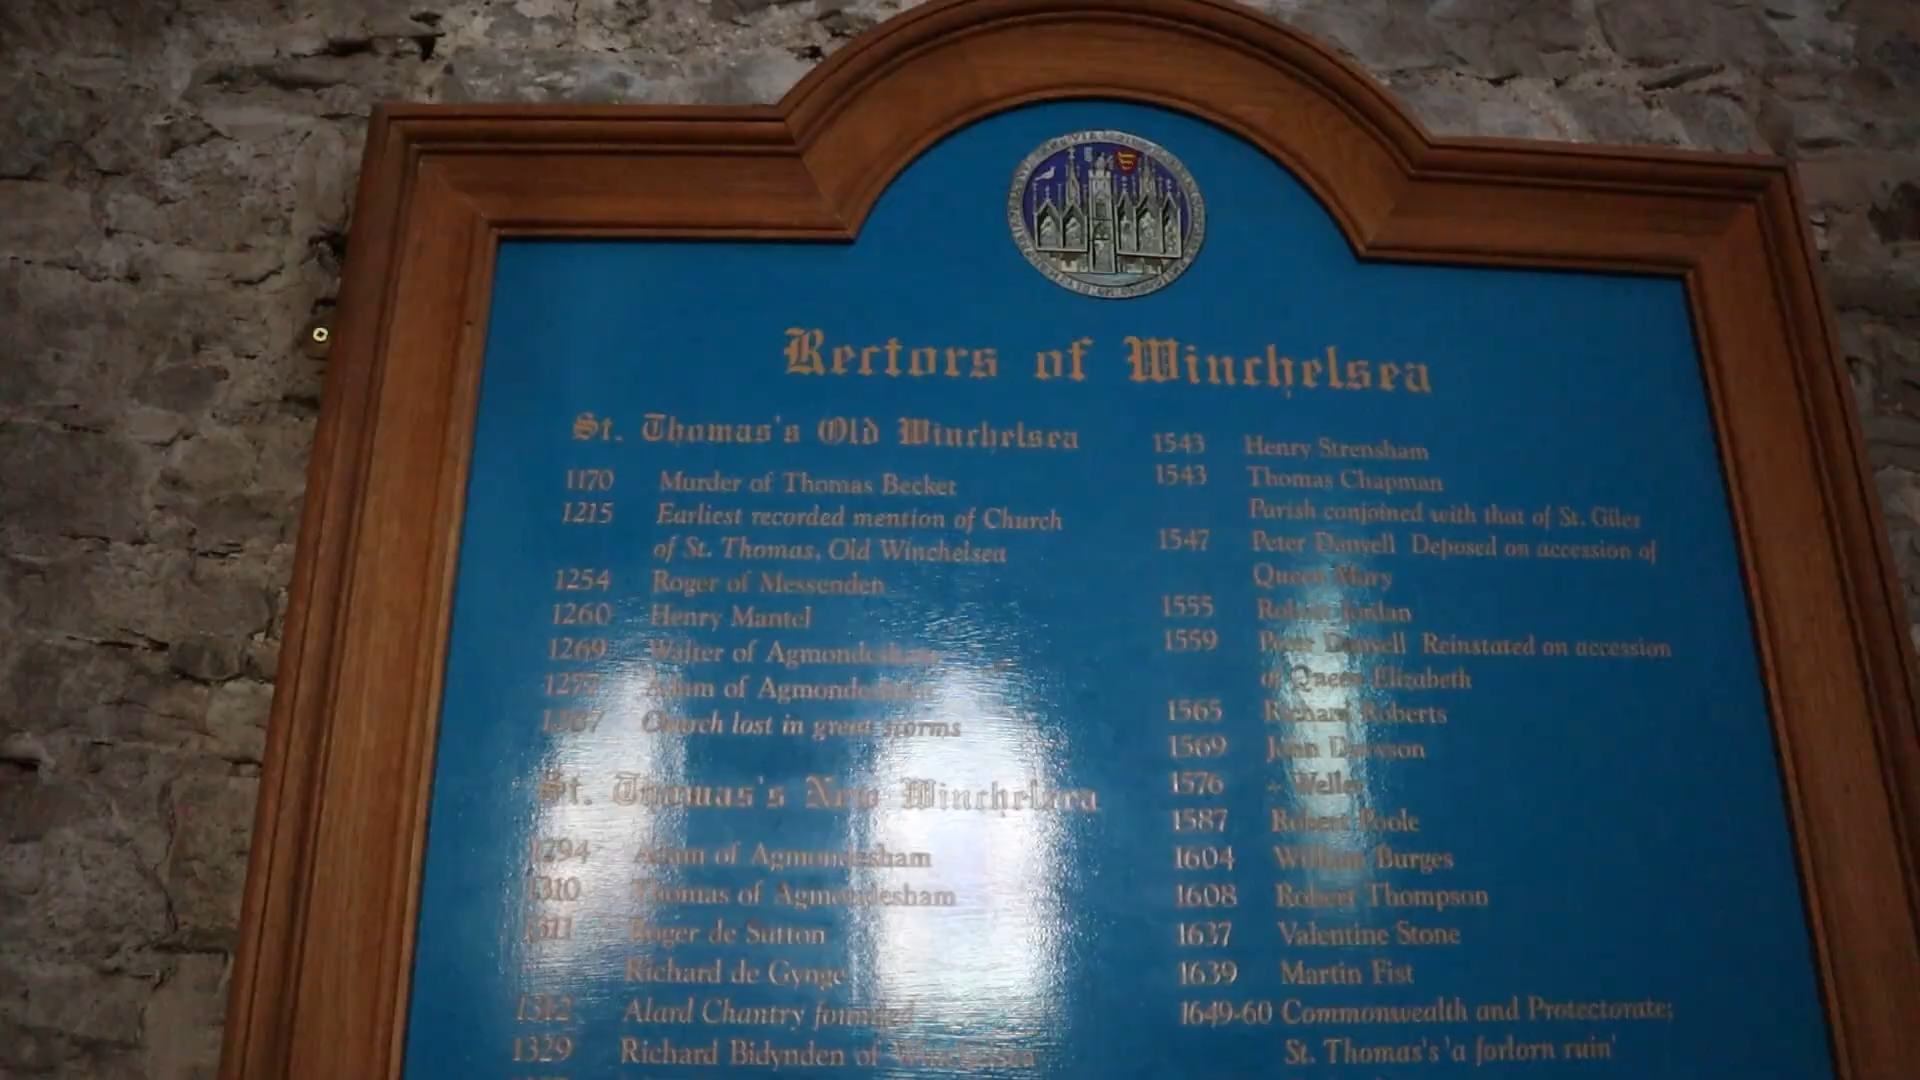 Rectors of Winchelsea
St. Thomas's Old Winchelsea
1170 Murder of Thomas Becket
1215 Earliest recorded mention of Church
of St. Thomas, Old Winchelsea
1254 Roger of Messenden
1260 Henry Mantel
1269 Walter of Agmondesham
1277 Adam of Agmondesham
1287 Church lost in great storms
St. Thomas's New Winchelsea
1294 Adam of Agmondesham
1310 Thomas of Agmondesham
1311 Roger de Sutton
Richard de Gynge
1312 Alard Chantry founded
1329 Richard Bidynden of Winchelsea
1543 Henry Strensham
1543 Thomas Chapman
Parish conjoined with that of St. Giles
1547 Peter Danyell Deposed on accession of
Queen Mary
1555 Robert Jordan
1559 Peter Danyell Reinstated on accession
of Queen Elizabeth
1565 Richard Roberts
1569 John Dawson
1576 - Weller
1587 Robert Poole
1604 William Burges
1608 Robert Thompson
1637 Valentine Stone
1639 Martin Fist
1649-60 Commonwealth and Protectorate;
St. Thomas's 'a forlorn ruin'